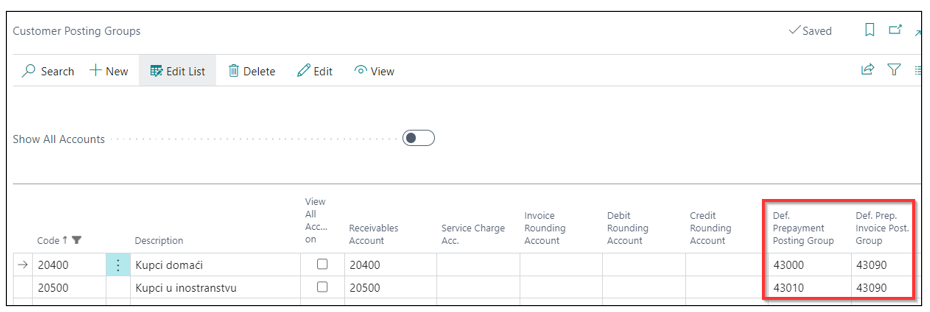 Customer Posting Groups
Saved
Search New Edit List Delete Edit View
Show All Accounts
Code ↑
Description
View
All
Acc...
on
Receivables
Account
Service Charge
Acc.
Invoice
Rounding
Account
Debit
Rounding
Account
Credit
Rounding
Account
Def.
Prepayment
Posting Group
Def. Prep.
Invoice Post.
Group
20400 Kupci domaći 20400 43000 43090
20500 Kupci u inostranstvu 20500 43010 43090